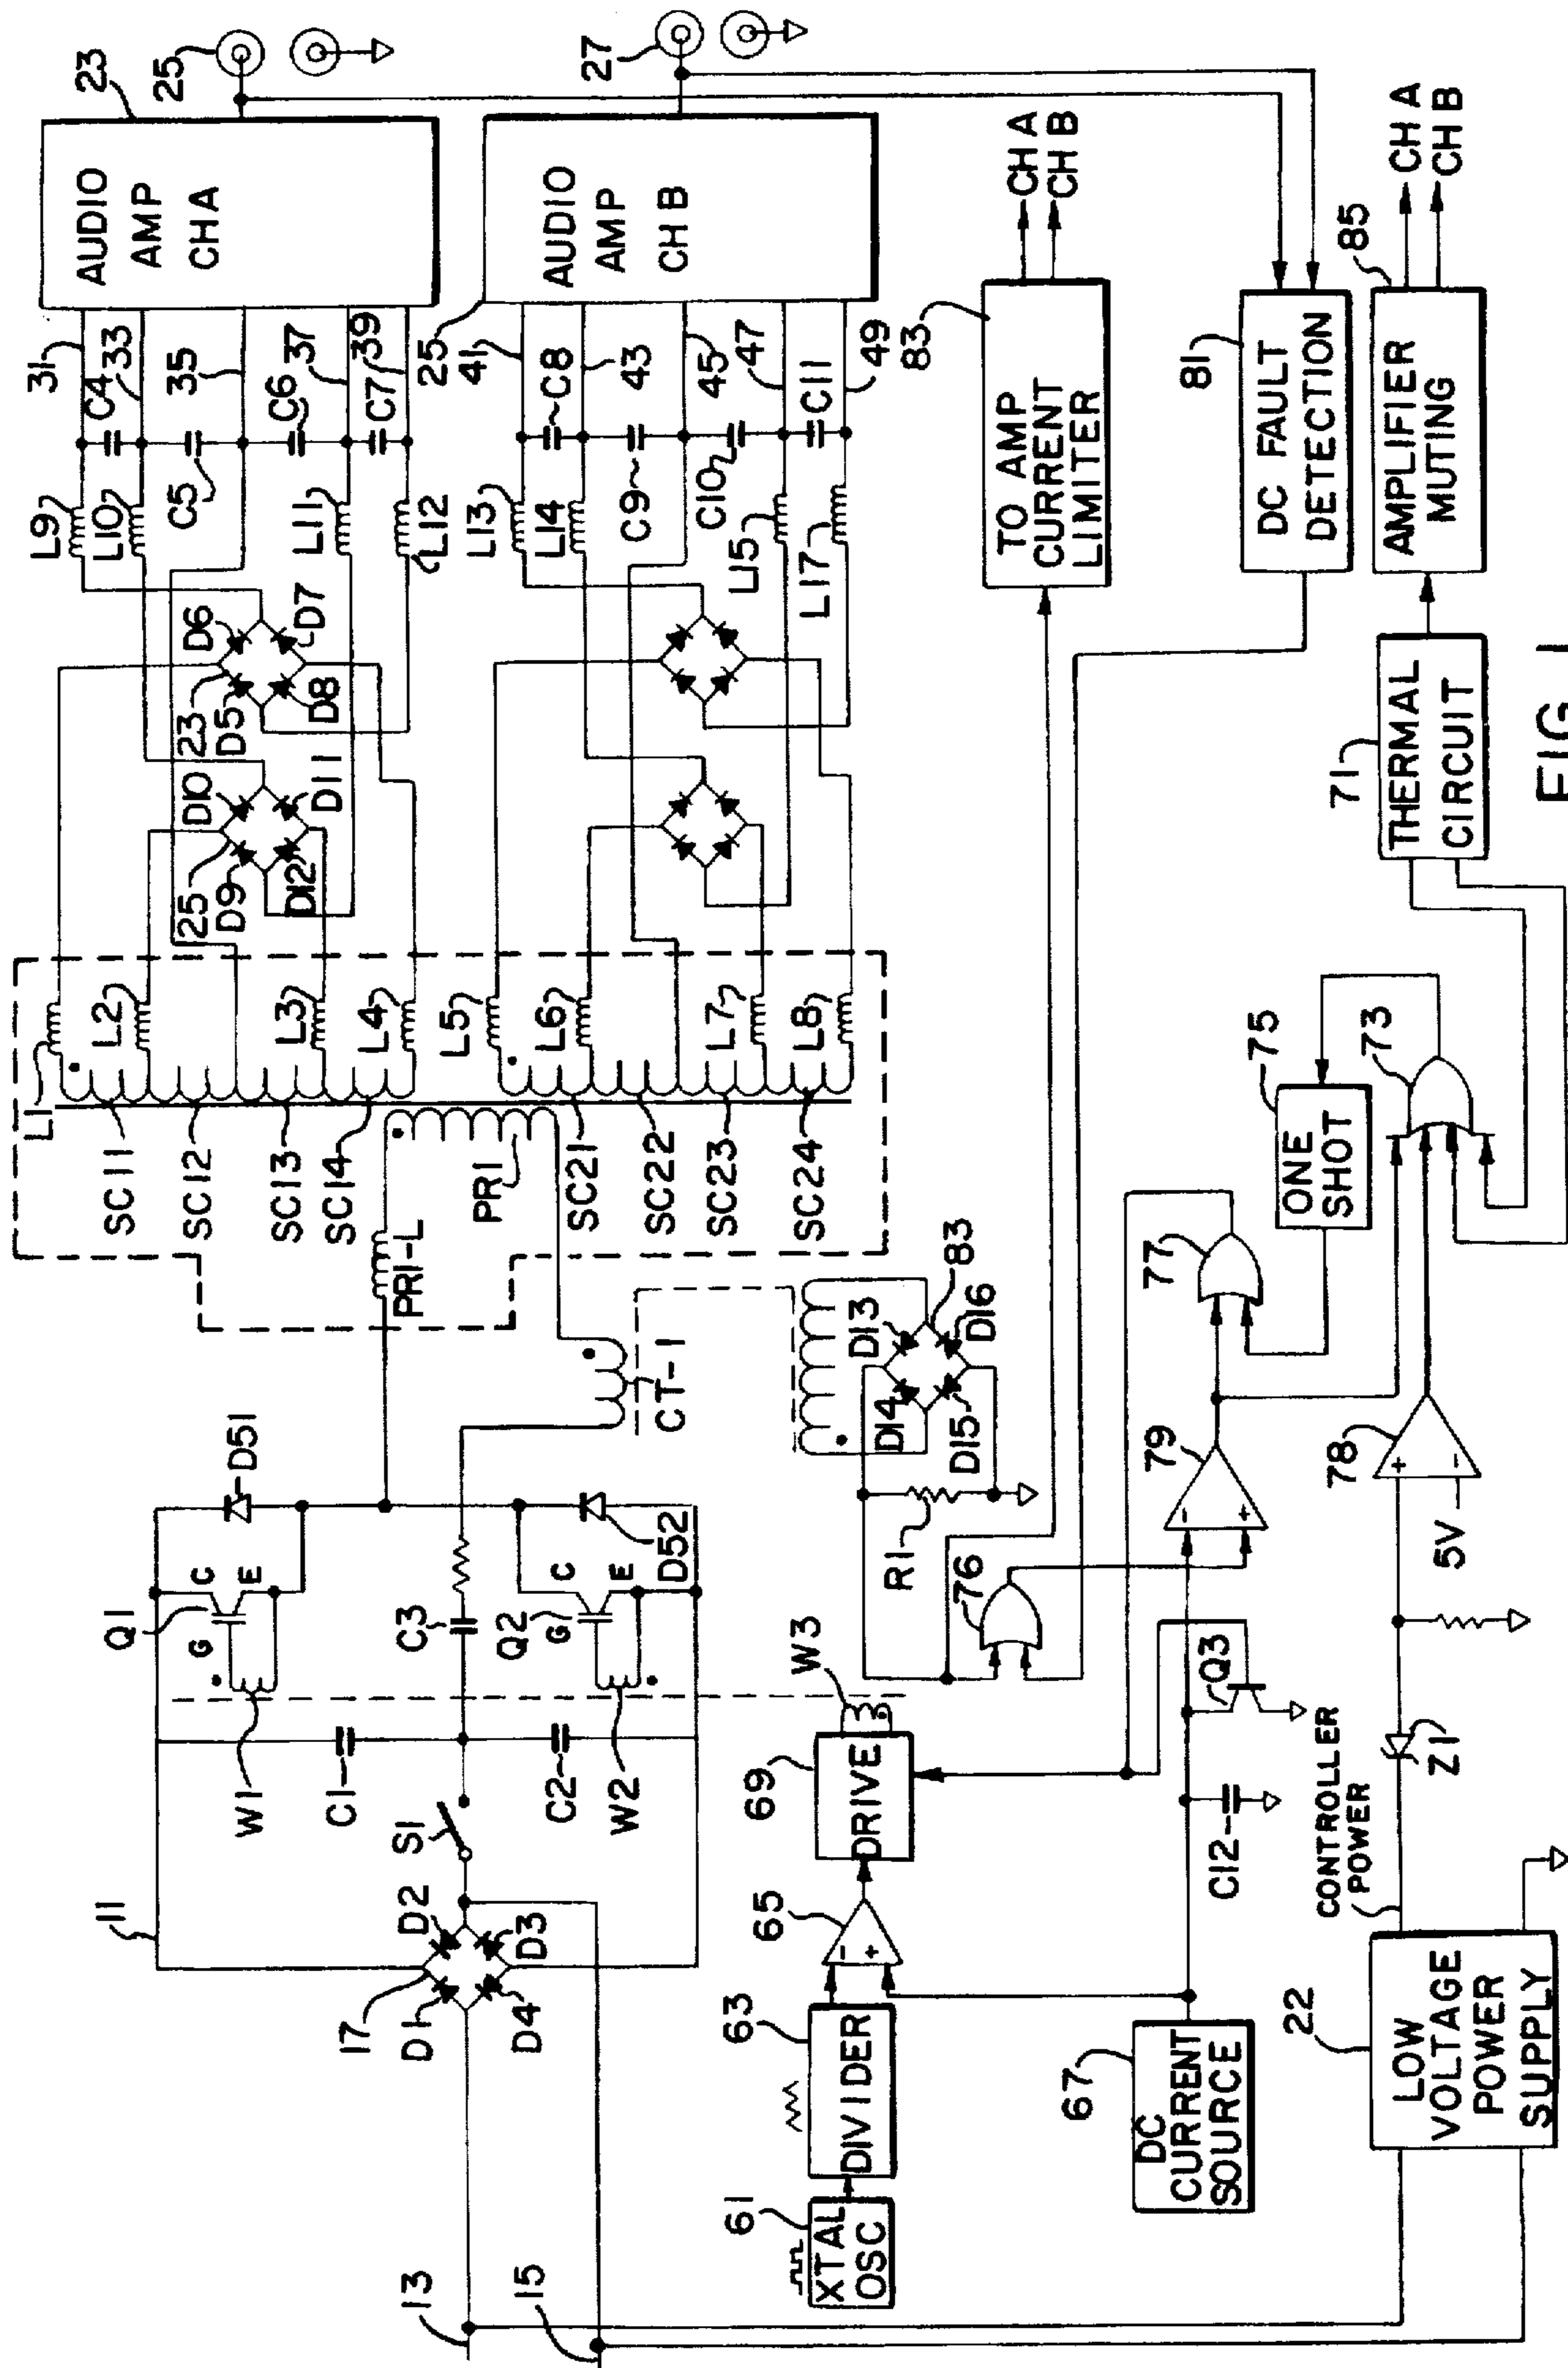 11
13
15
17
D1
D2
D3
D4
S1
C1
C2
W1
W2
Q1
G
C
E
D51
C3
Q2
G
C
E
D52
PRI-L
PRI
CT-1
L1
SC11
SC12
SC13
SC14
SC21
SC22
SC23
SC24
L2
L3
L4
L5
L6
L7
L8
25
D9
D10
D11
D12
23
D5
D6
D7
D8
L9
L10
C5
L11
L12
L13
L14
C9
C10
L15
L17
31
C4
33
35
C6
37
C7
39
25
41
C8
43
45
47
C11
49
AUDIO
AMP
CH A
23
25
AUDIO
AMP
CH B
27
D13
D14
D15
D16
83
R1
76
61
XTAL
OSC
63
DIVIDER
65
-
+
69
DRIVE
W3
67
DC
CURRENT
SOURCE
C12
Q3
79
-
+
77
75
ONE
SHOT
73
83
TO AMP
CURRENT
LIMITER
CH A
CH B
81
DC FAULT
DETECTION
22
LOW
VOLTAGE
POWER
SUPPLY
CONTROLLER
POWER
Z1
5V
78
+
-
71
THERMAL
CIRCUIT
85
AMPLIFIER
MUTING
CH A
CH B
FIG. 1